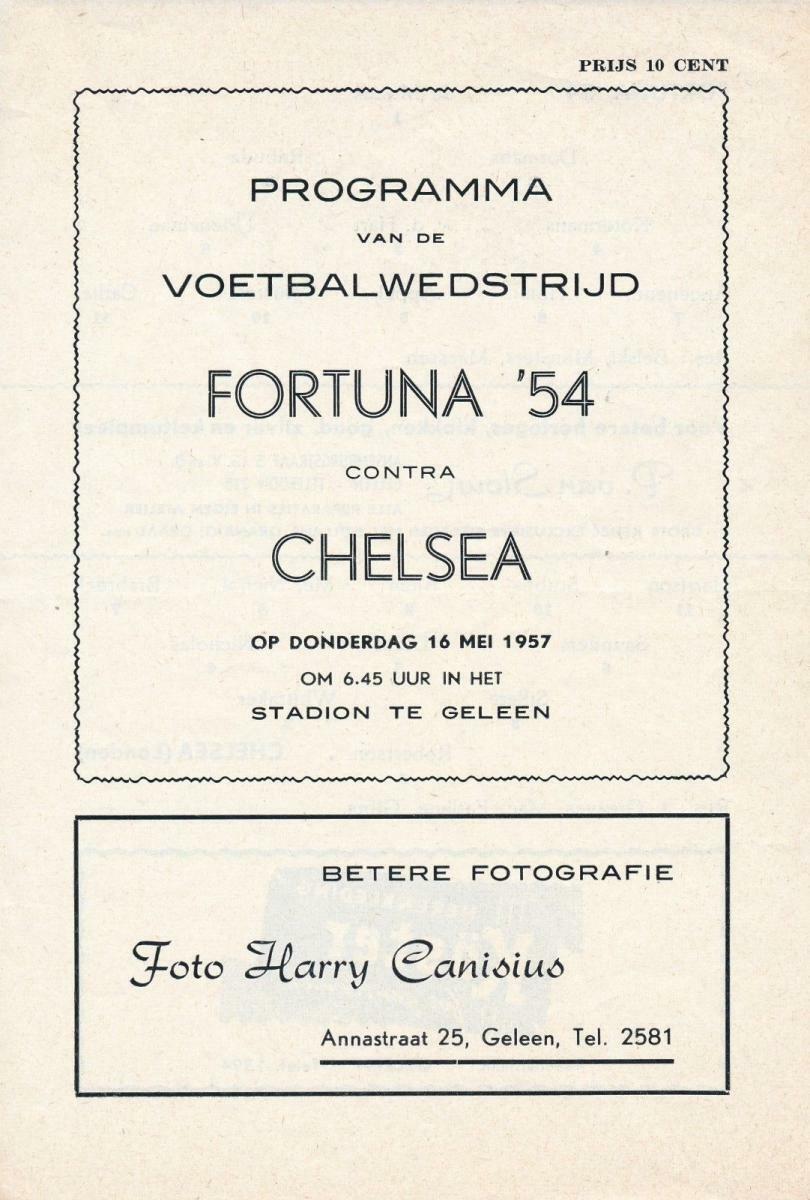 PRIJS 10 CENT
PROGRAMMA
VAN DE
VOETBALWEDSTRIJD
FORTUNA '54
CONTRA
CHELSEA
OP DONDERDAG 16 MEI 1957
OM 6.45 UUR IN HET
STADION TE GELEEN
BETERE FOTOGRAFIE
Foto Harry Canisius
Annastraat 25, Geleen, Tel. 2581